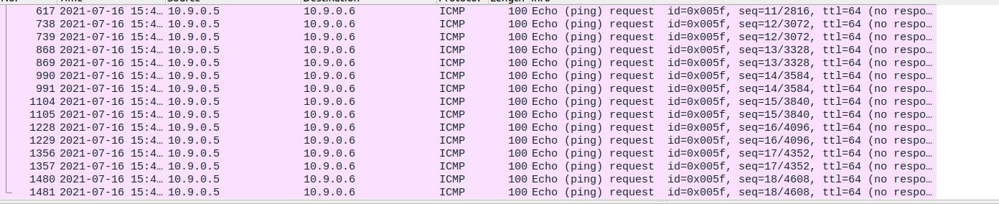 617 2021-07-16 15:4… 10.9.0.5 10.9.0.6 ICMP 100 Echo (ping) request id=0x005f, seq=11/2816, ttl=64 (no respo…
738 2021-07-16 15:4… 10.9.0.5 10.9.0.6 ICMP 100 Echo (ping) request id=0x005f, seq=12/3072, ttl=64 (no respo…
739 2021-07-16 15:4… 10.9.0.5 10.9.0.6 ICMP 100 Echo (ping) request id=0x005f, seq=12/3072, ttl=64 (no respo…
868 2021-07-16 15:4… 10.9.0.5 10.9.0.6 ICMP 100 Echo (ping) request id=0x005f, seq=13/3328, ttl=64 (no respo…
869 2021-07-16 15:4… 10.9.0.5 10.9.0.6 ICMP 100 Echo (ping) request id=0x005f, seq=13/3328, ttl=64 (no respo…
990 2021-07-16 15:4… 10.9.0.5 10.9.0.6 ICMP 100 Echo (ping) request id=0x005f, seq=14/3584, ttl=64 (no respo…
991 2021-07-16 15:4… 10.9.0.5 10.9.0.6 ICMP 100 Echo (ping) request id=0x005f, seq=14/3584, ttl=64 (no respo…
1104 2021-07-16 15:4… 10.9.0.5 10.9.0.6 ICMP 100 Echo (ping) request id=0x005f, seq=15/3840, ttl=64 (no respo…
1105 2021-07-16 15:4… 10.9.0.5 10.9.0.6 ICMP 100 Echo (ping) request id=0x005f, seq=15/3840, ttl=64 (no respo…
1228 2021-07-16 15:4… 10.9.0.5 10.9.0.6 ICMP 100 Echo (ping) request id=0x005f, seq=16/4096, ttl=64 (no respo…
1229 2021-07-16 15:4… 10.9.0.5 10.9.0.6 ICMP 100 Echo (ping) request id=0x005f, seq=16/4096, ttl=64 (no respo…
1356 2021-07-16 15:4… 10.9.0.5 10.9.0.6 ICMP 100 Echo (ping) request id=0x005f, seq=17/4352, ttl=64 (no respo…
1357 2021-07-16 15:4… 10.9.0.5 10.9.0.6 ICMP 100 Echo (ping) request id=0x005f, seq=17/4352, ttl=64 (no respo…
1480 2021-07-16 15:4… 10.9.0.5 10.9.0.6 ICMP 100 Echo (ping) request id=0x005f, seq=18/4608, ttl=64 (no respo…
1481 2021-07-16 15:4… 10.9.0.5 10.9.0.6 ICMP 100 Echo (ping) request id=0x005f, seq=18/4608, ttl=64 (no respo…